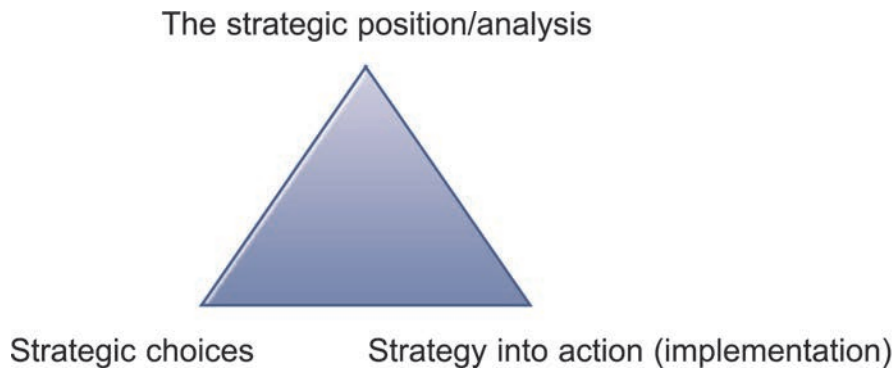 The strategic position/analysis
Strategic choices
Strategy into action (implementation)